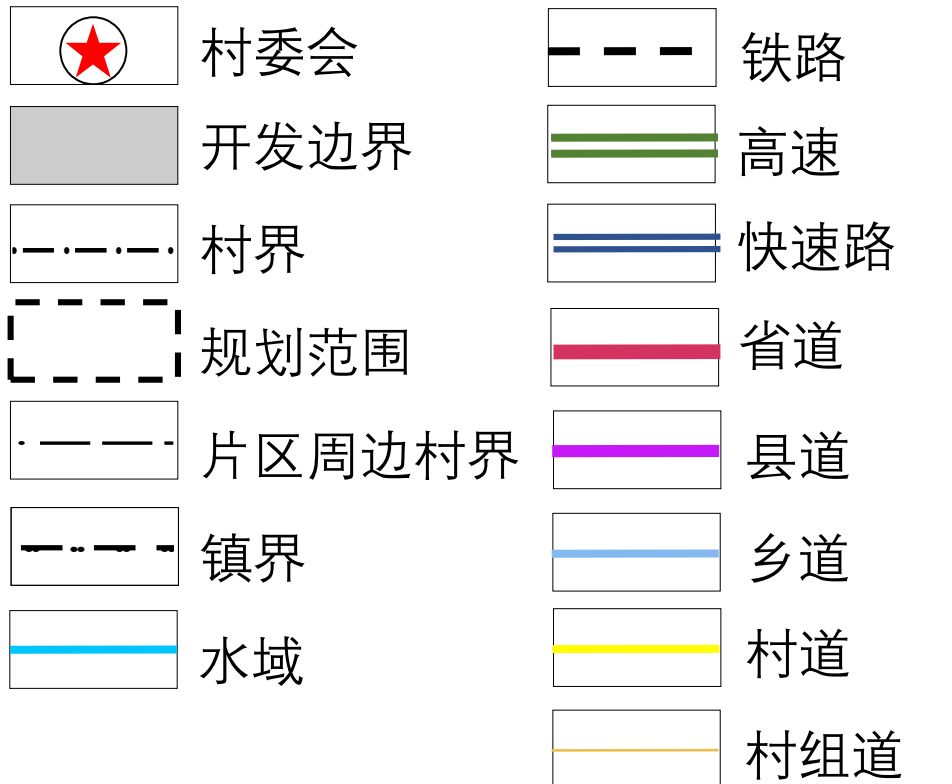 村委会
开发边界
村界
规划范围
片区周边村界
镇界
水域
铁路
高速
快速路
省道
县道
乡道
村道
村组道